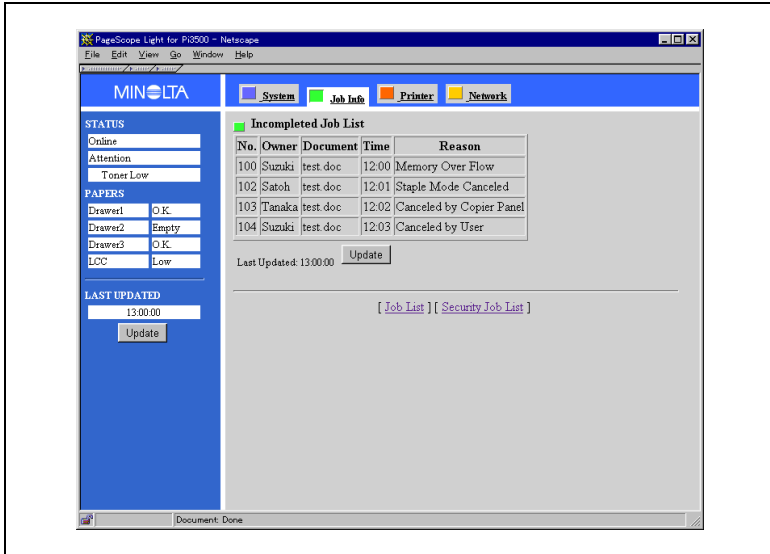 PageScope Light for Pi3500 - Netscape
File Edit View Go Window Help
MINOLTA
System Job Info Printer Network
STATUS
Online
Attention
Toner Low
PAPERS
Drawer1 O.K.
Drawer2 Empty
Drawer3 O.K.
LCC Low
LAST UPDATED
13:00:00
Update
Incompleted Job List
No. Owner Document Time Reason
100 Suzuki test.doc 12:00 Memory Over Flow
102 Satoh test.doc 12:01 Staple Mode Canceled
103 Tanaka test.doc 12:02 Canceled by Copier Panel
104 Suzuki test.doc 12:03 Canceled by User
Last Updated: 13:00:00 Update
[ Job List ] [ Security Job List ]
Document: Done